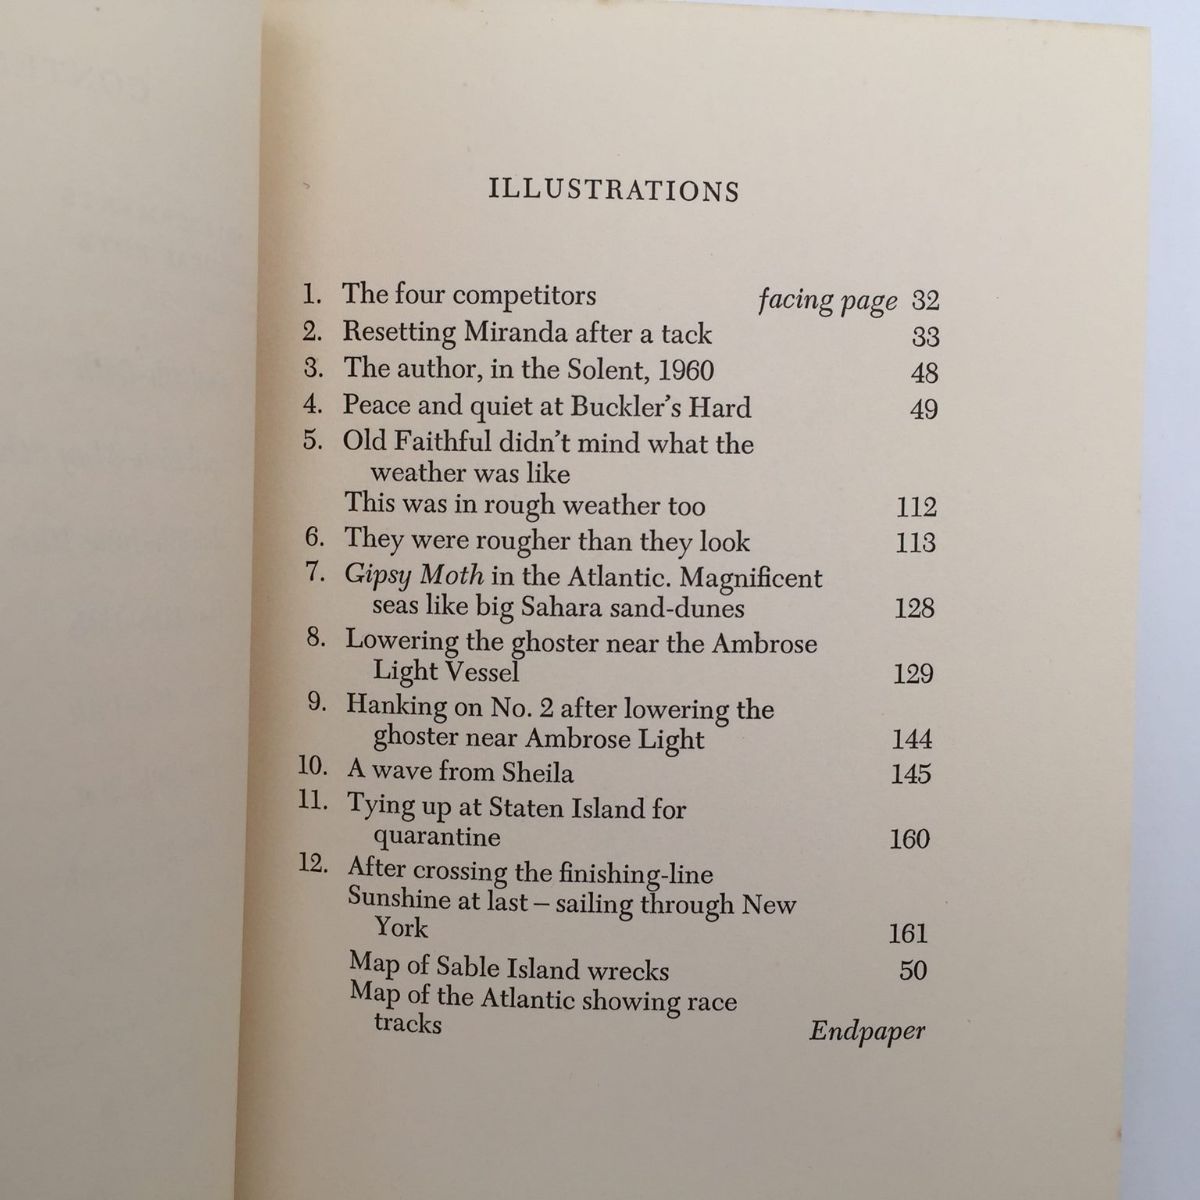 ILLUSTRATIONS
1. The four competitors facing page 32
2. Resetting Miranda after a tack 33
3. The author, in the Solent, 1960 48
4. Peace and quiet at Buckler's Hard 49
5. Old Faithful didn't mind what the
weather was like
This was in rough weather too 112
6. They were rougher than they look 113
7. Gipsy Moth in the Atlantic. Magnificent
seas like big Sahara sand-dunes 128
8. Lowering the ghoster near the Ambrose
Light Vessel 129
9. Hanking on No. 2 after lowering the
ghoster near Ambrose Light 144
10. A wave from Sheila 145
11. Tying up at Staten Island for
quarantine 160
12. After crossing the finishing-line
Sunshine at last – sailing through New
York 161
Map of Sable Island wrecks 50
Map of the Atlantic showing race
tracks Endpaper